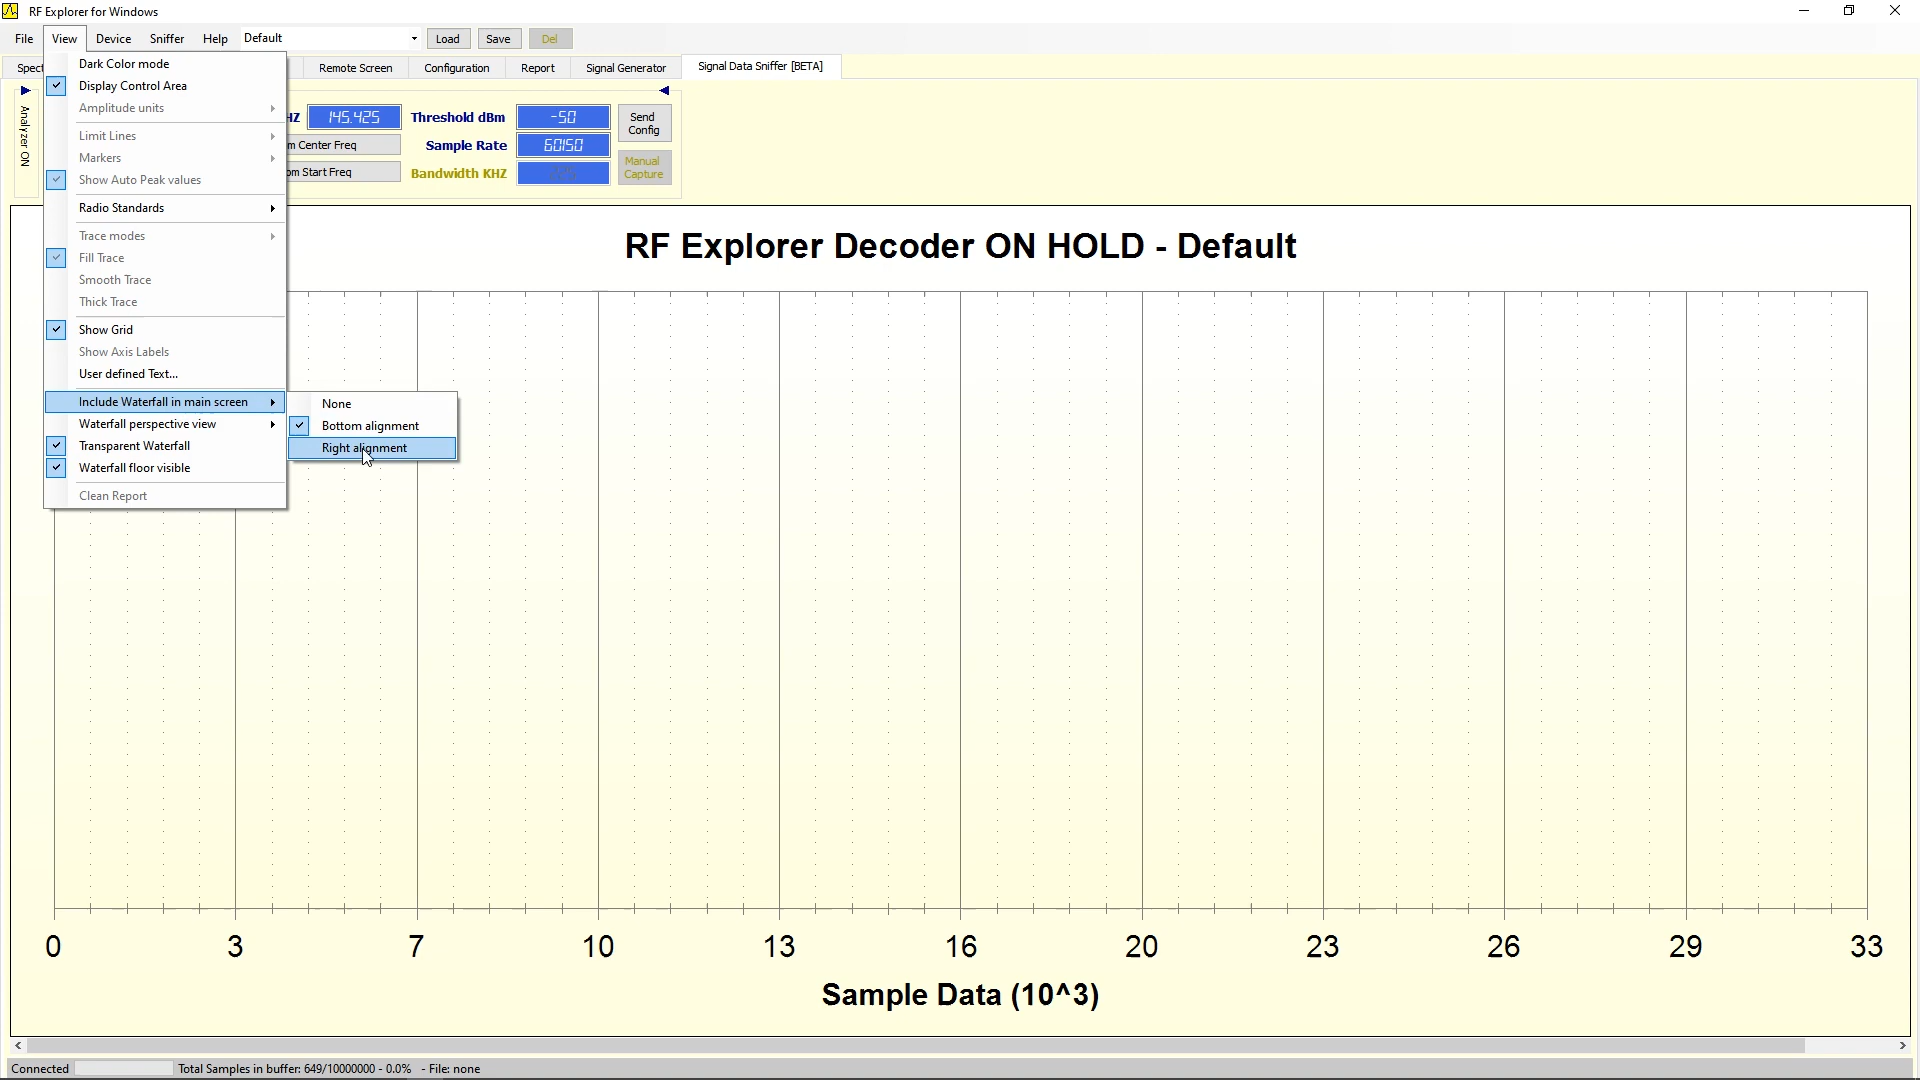 RF Explorer for Windows
File View Device Sniffer Help Default Load Save Del
Spect Remote Screen Configuration Report Signal Generator Signal Data Sniffer [BETA]
Analyzer ON
HZ 145.425 Threshold dBm -50 Send Config
m Center Freq Sample Rate 60150
om Start Freq Bandwidth KHZ Manual Capture
Dark Color mode
Display Control Area
Amplitude units
Limit Lines
Markers
Show Auto Peak values
Radio Standards
Trace modes
Fill Trace
Smooth Trace
Thick Trace
Show Grid
Show Axis Labels
User defined Text...
Include Waterfall in main screen
Waterfall perspective view
Transparent Waterfall
Waterfall floor visible
Clean Report
None
Bottom alignment
Right alignment
RF Explorer Decoder ON HOLD - Default
0 3 7 10 13 16 20 23 26 29 33
Sample Data (10^3)
Connected Total Samples in buffer: 649/10000000 - 0.0% - File: none